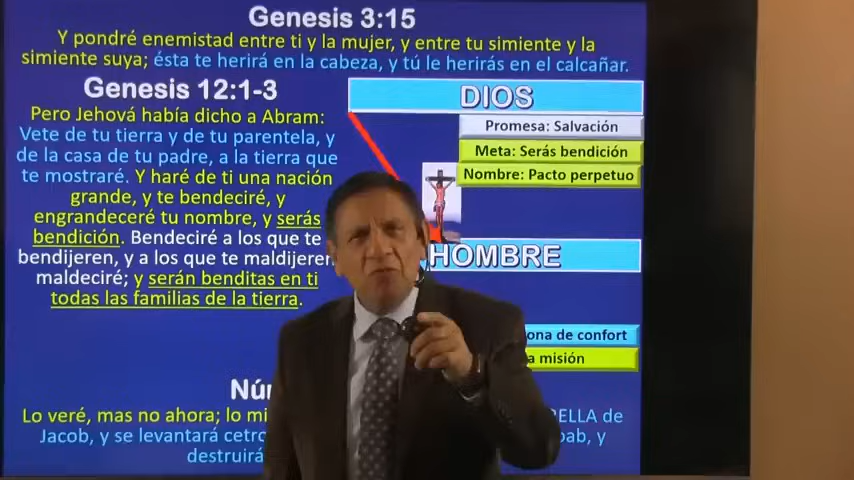 Genesis 3:15
Y pondré enemistad entre ti y la mujer, y entre tu simiente y la
simiente suya; ésta te herirá en la cabeza, y tú le herirás en el calcañar.
Genesis 12:1-3
Pero Jehová había dicho a Abram:
Vete de tu tierra y de tu parentela, y
de la casa de tu padre, a la tierra que
te mostraré. Y haré de ti una nación
grande, y te bendeciré, y
engrandeceré tu nombre, y serás
bendición. Bendeciré a los que te
bendijeren, y a los que te maldijeren
maldeciré; y serán benditas en ti
todas las familias de la tierra.
DIOS
Promesa: Salvación
Meta: Serás bendición
Nombre: Pacto perpetuo
HOMBRE
de confort
misión
Lo veré, mas no ahora; lo
de
Jacob, y se levantará cetro
y
destruirá